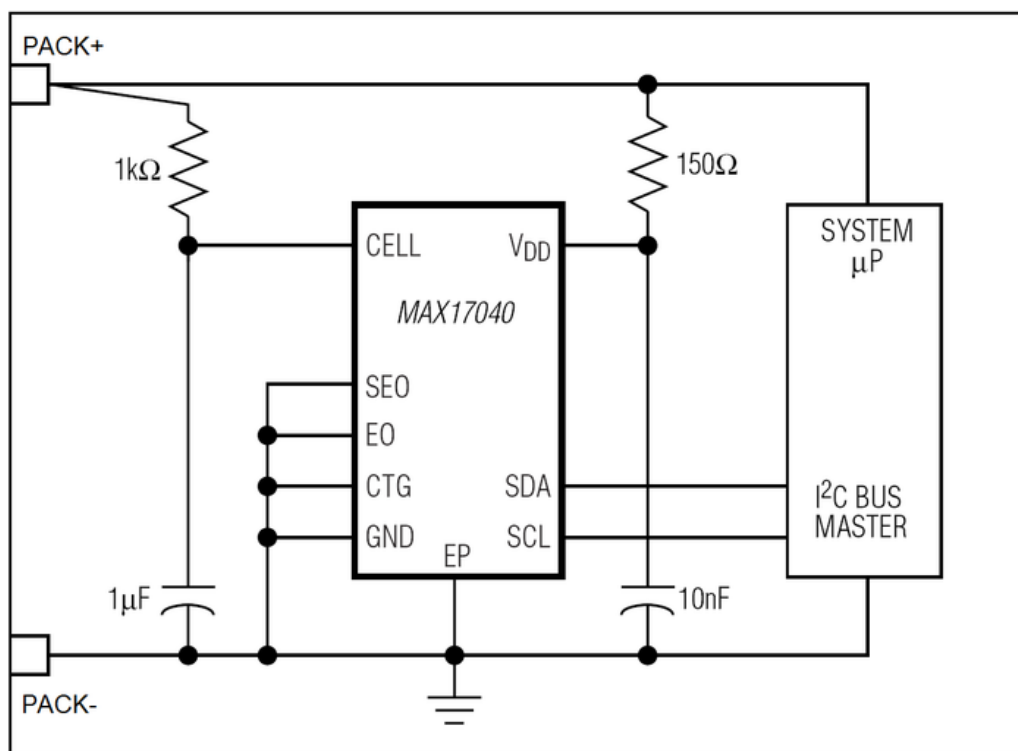 PACK+
1kΩ
150Ω
SYSTEM
μP
CELL
VDD
MAX17040
SEO
EO
CTG
SDA
I²C BUS
GND
SCL
MASTER
EP
1μF
10nF
PACK-